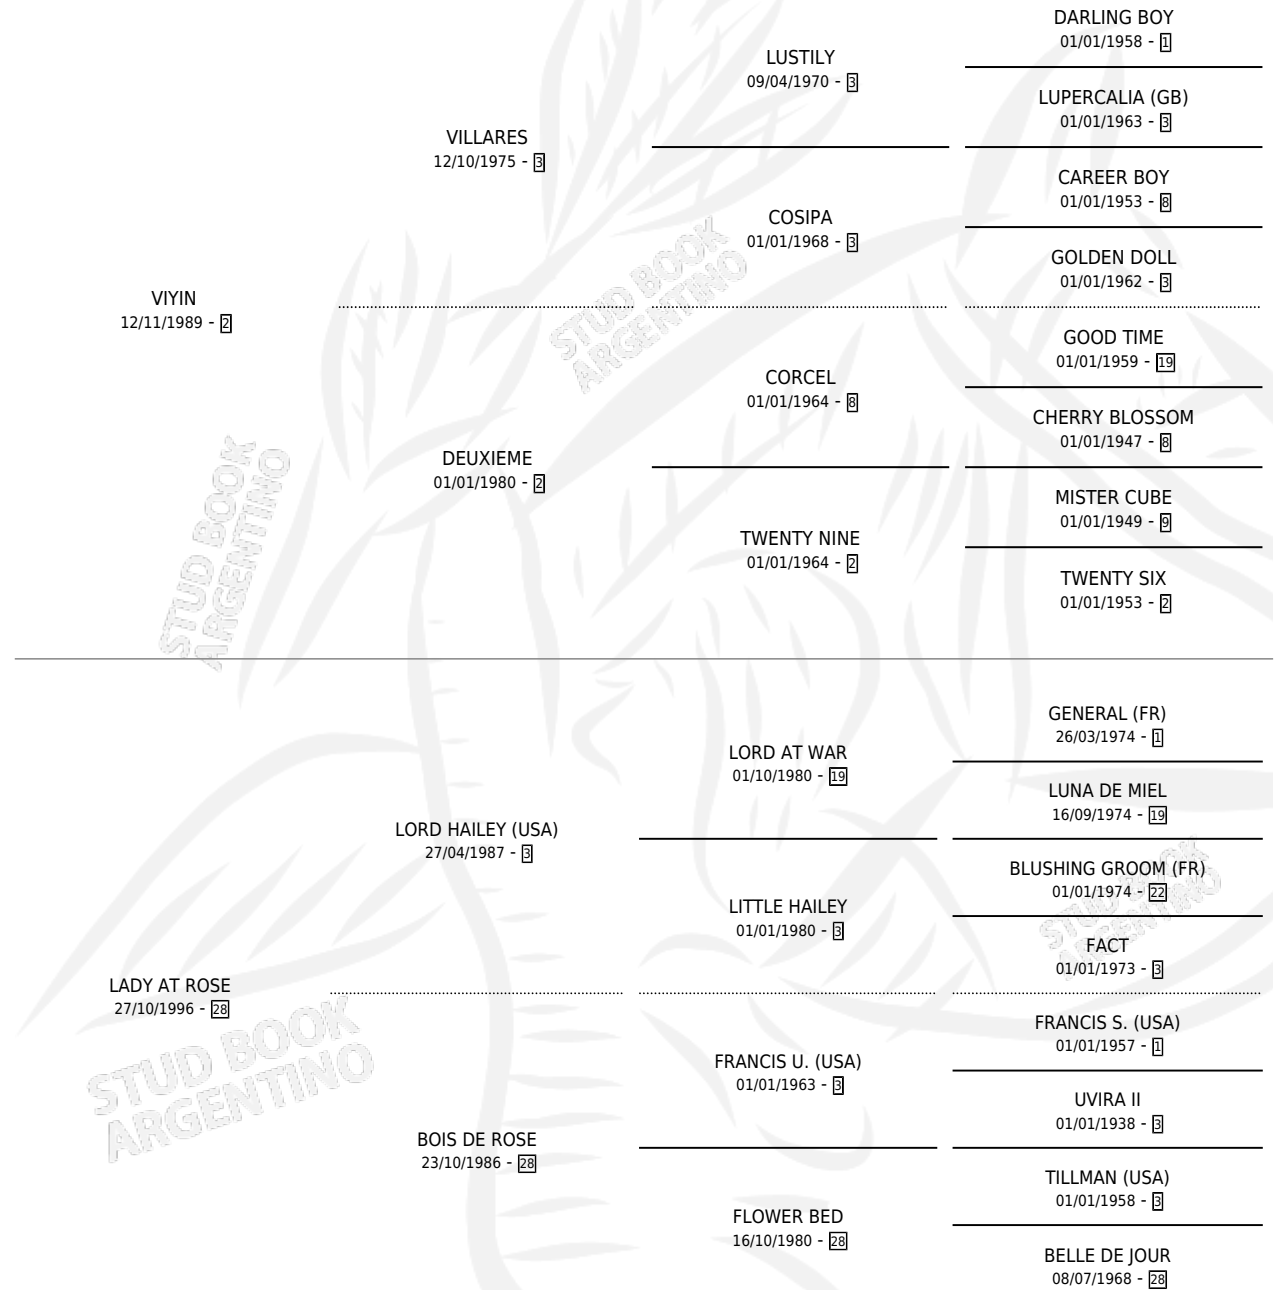 DARLING BOY
01/01/1958 - 1
LUSTILY
09/04/1970 - 3
LUPERCALIA (GB)
01/01/1963 - 3
VILLARES
12/10/1975 - 3
CAREER BOY
01/01/1953 - 8
COSIPA
01/01/1968 - 3
GOLDEN DOLL
01/01/1962 - 3
VIYIN
12/11/1989 - 2
STUD BOOK
ARGENTINO
GOOD TIME
01/01/1959 - 19
CORCEL
01/01/1964 - 8
CHERRY BLOSSOM
01/01/1947 - 8
DEUXIEME
01/01/1980 - 2
MISTER CUBE
01/01/1949 - 9
TWENTY NINE
01/01/1964 - 2
TWENTY SIX
01/01/1953 - 2
STUD BOOK
ARGENTINO
GENERAL (FR)
26/03/1974 - 1
LORD AT WAR
01/10/1980 - 19
LUNA DE MIEL
16/09/1974 - 19
LORD HAILEY (USA)
27/04/1987 - 3
BLUSHING GROOM (FR)
01/01/1974 - 22
LITTLE HAILEY
01/01/1980 - 3
STUD BOOK
ARGENTINO
FACT
01/01/1973 - 3
LADY AT ROSE
27/10/1996 - 28
STUD BOOK
ARGENTINO
FRANCIS S. (USA)
01/01/1957 - 1
FRANCIS U. (USA)
01/01/1963 - 3
UVIRA II
01/01/1938 - 3
BOIS DE ROSE
23/10/1986 - 28
TILLMAN (USA)
01/01/1958 - 3
FLOWER BED
16/10/1980 - 28
BELLE DE JOUR
08/07/1968 - 28